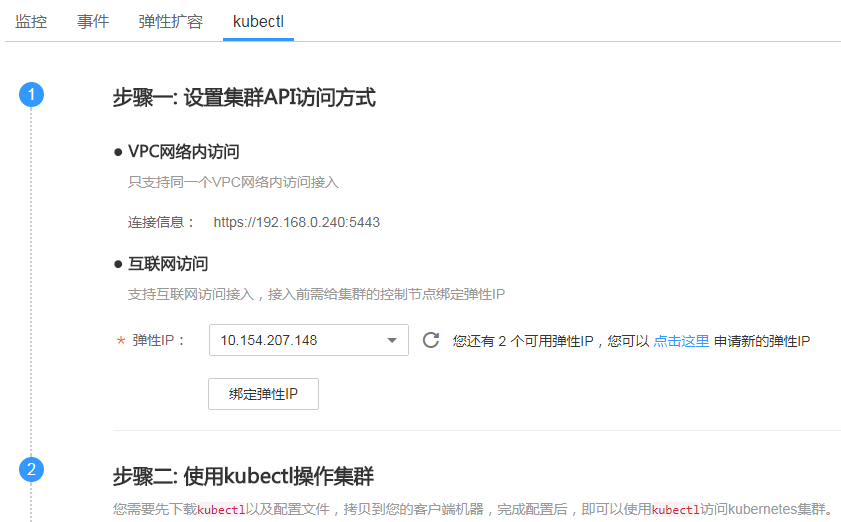 监控 事件 弹性扩容 kubectl
1 步骤一: 设置集群API访问方式
● VPC网络内访问
只支持同一个VPC网络内访问接入
连接信息： https://192.168.0.240:5443
● 互联网访问
支持互联网访问接入，接入前需给集群的控制节点绑定弹性IP
* 弹性IP： 10.154.207.148 您还有 2 个可用弹性IP，您可以 点击这里 申请新的弹性IP
绑定弹性IP
2 步骤二: 使用kubectl操作集群
您需要先下载kubectl以及配置文件，拷贝到您的客户端机器，完成配置后，即可以使用kubectl访问kubernetes集群。